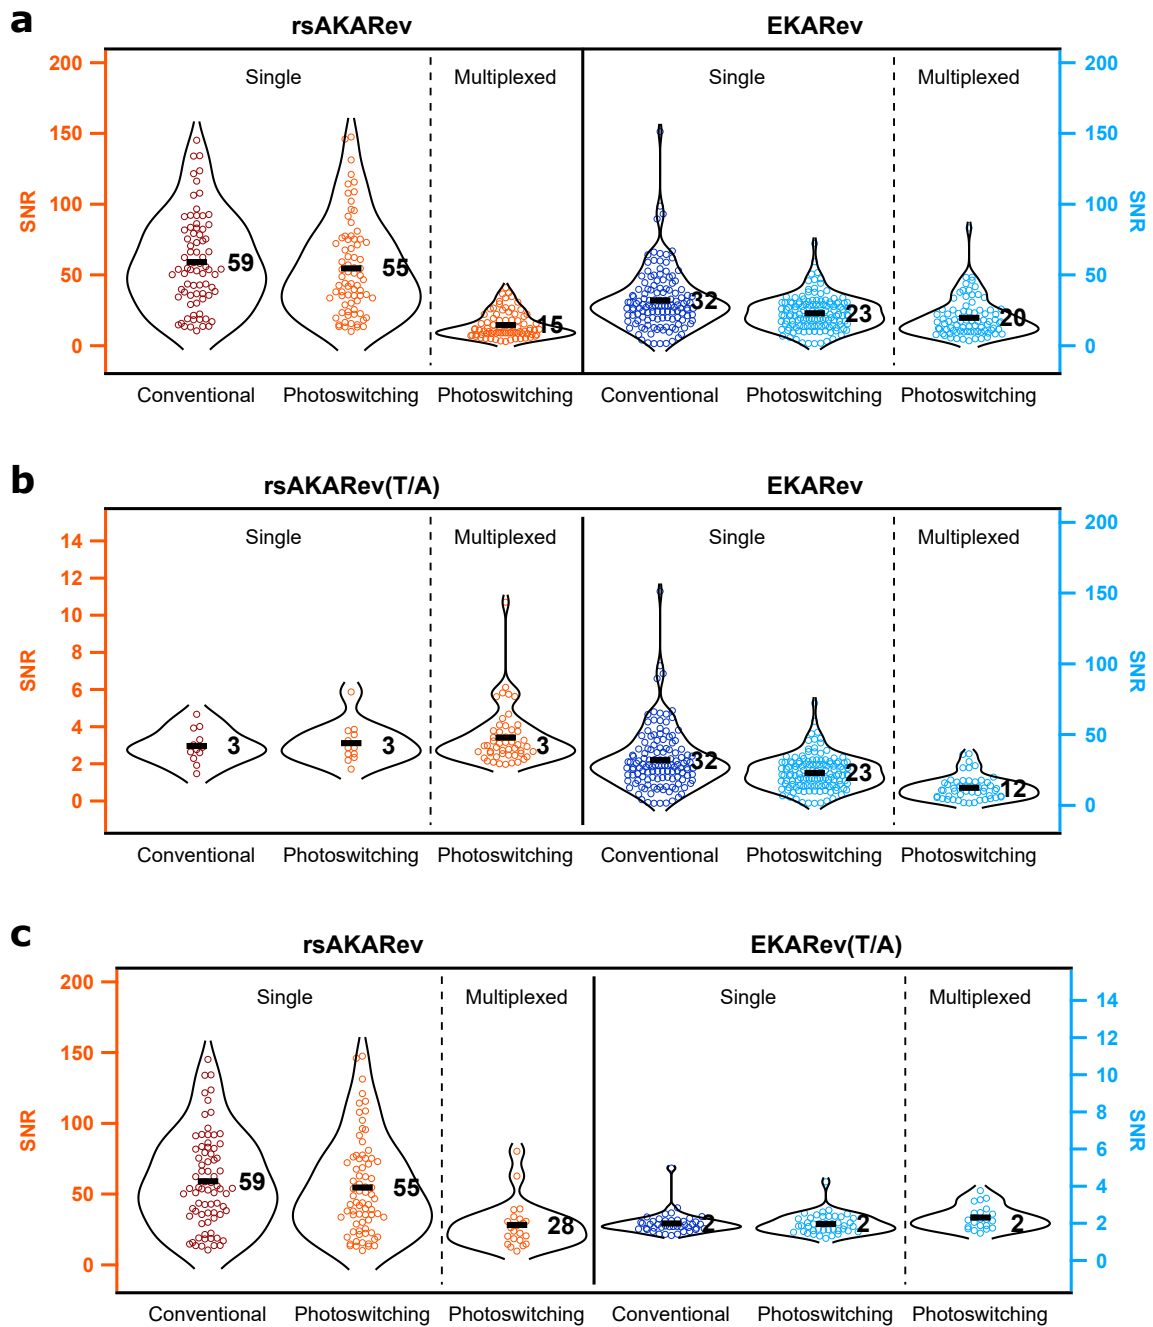 a
rsAKARev EKARev
200 Single Multiplexed Single Multiplexed 200
150 150
100 100
SNR SNR
50 59 55 15 32 23 20 50
0 0
Conventional Photoswitching Photoswitching Conventional Photoswitching Photoswitching
b
rsAKARev(T/A) EKARev
14 Single Multiplexed Single Multiplexed 200
12
10 150
8
SNR 100 SNR
6
4 50
2 3 3 3 32 23 12
0 0
Conventional Photoswitching Photoswitching Conventional Photoswitching Photoswitching
c
rsAKARev EKARev(T/A)
200 Single Multiplexed Single Multiplexed 14
12
150 10
100 8
SNR SNR
6
50 59 55 28 2 2 2 4
2
0 0
Conventional Photoswitching Photoswitching Conventional Photoswitching Photoswitching